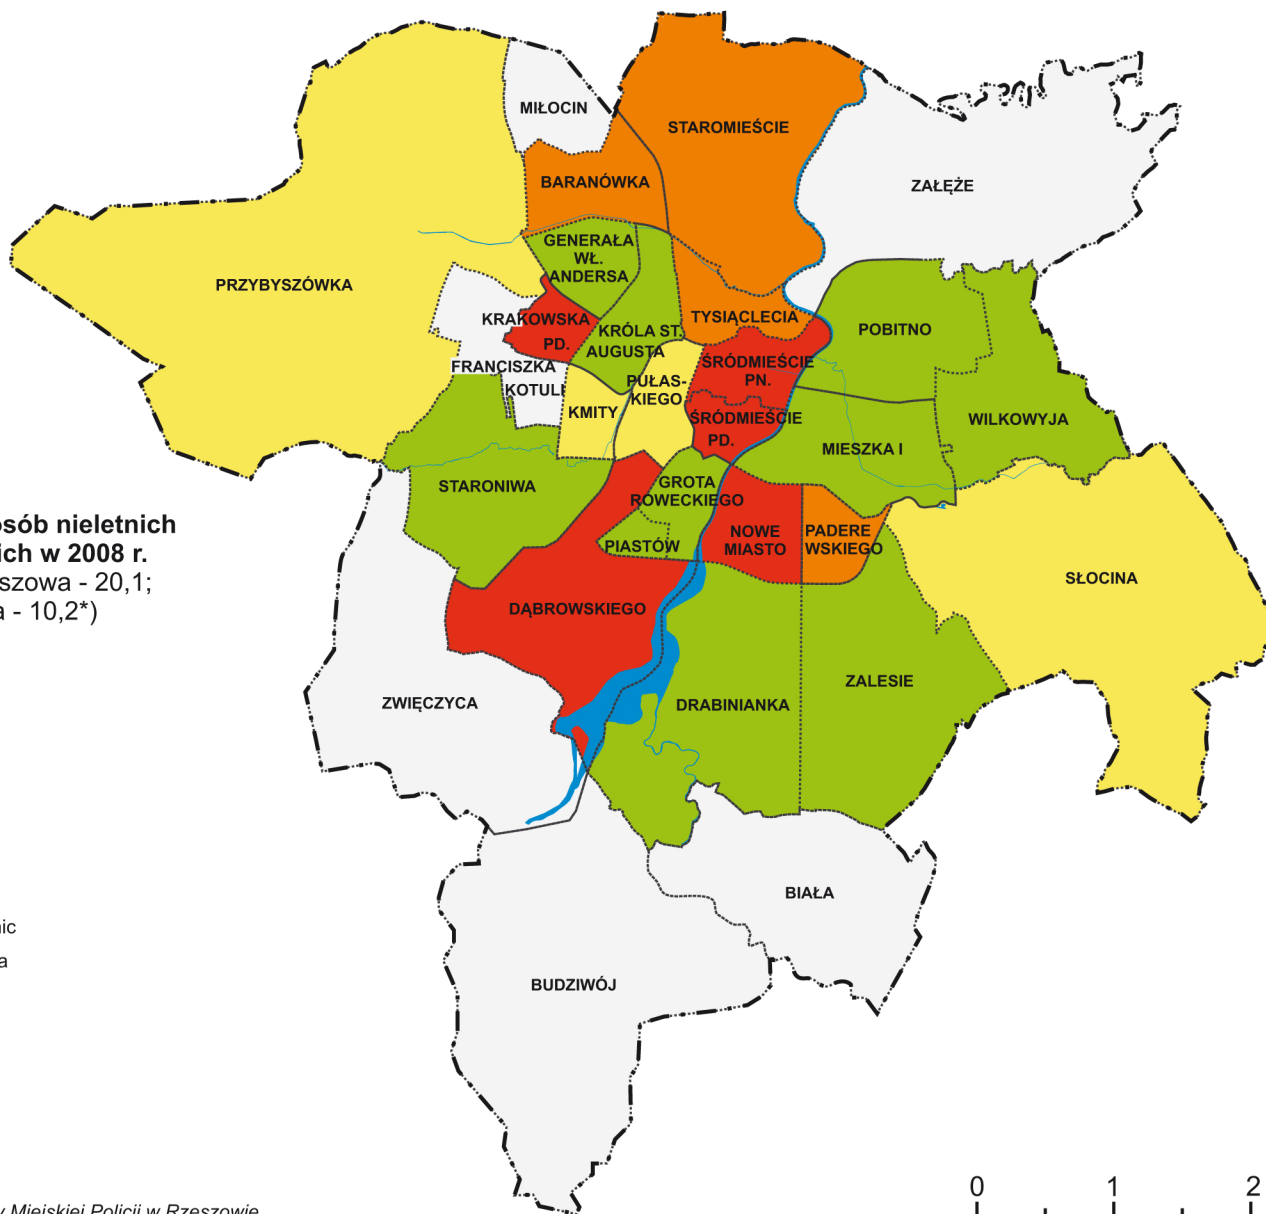 MIŁOCIN
STAROMIEŚCIE
BARANÓWKA
ZAŁĘŻE
GENERAŁA
WŁ.
ANDERSA
PRZYBYSZÓWKA
KRAKOWSKA
PD.
TYSIĄCLECIA
KRÓLA ST.
AUGUSTA
POBITNO
FRANCISZKA
KOTULI
ŚRÓDMIEŚCIE
PN.
PUŁAS-
KIEGO
KMITY
ŚRÓDMIEŚCIE
PD.
WILKOWYJA
MIESZKA I
STARONIWA
GROTA
ROWECKIEGO
osób nieletnich
ich w 2008 r.
szowa - 20,1;
a - 10,2*)
PIASTÓW
NOWE
MIASTO
PADERE
WSKIEGO
SŁOCINA
DĄBROWSKIEGO
ZWIĘCZYCA
DRABINIANKA
ZALESIE
BIAŁA
nic
a
BUDZIWÓJ
0 1 2
y Miejskiej Policji w Rzeszowie